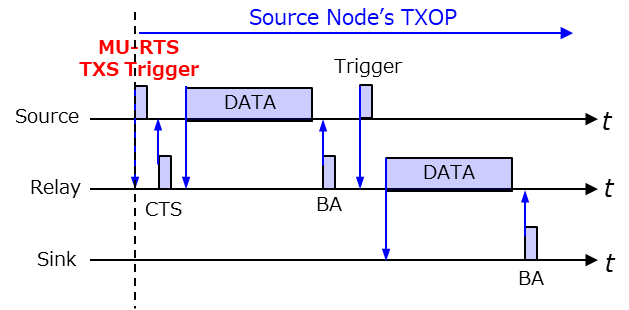 Source Node's TXOP
MU-RTS
TXS Trigger
Trigger
Source
DATA
t
Relay
CTS
BA
DATA
t
Sink
BA
t